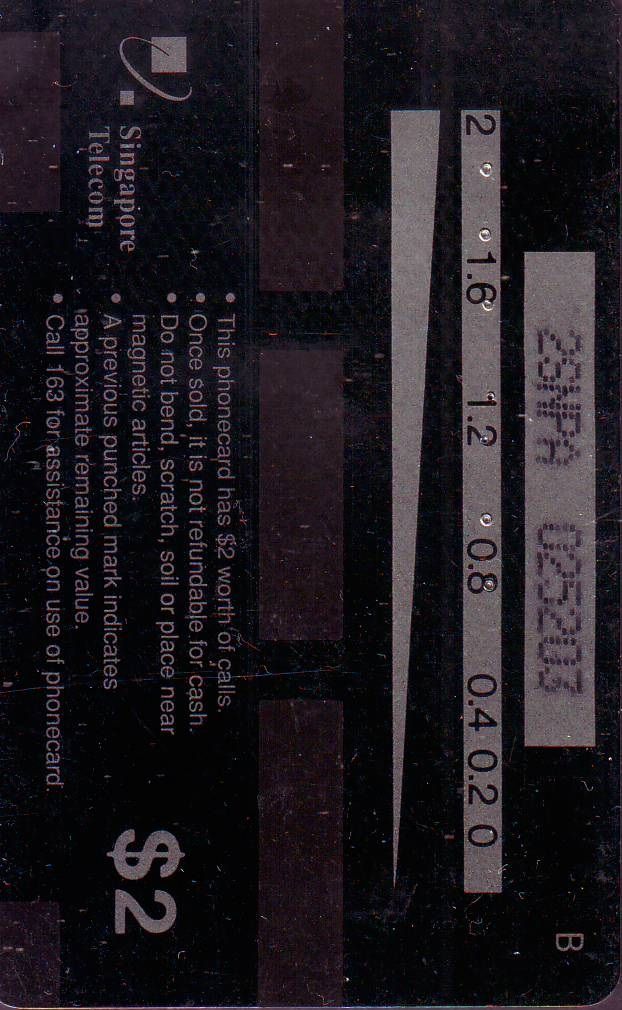 2SNFA 025203
2 1.6 1.2 0.8 0.4 0.2 0
B
Singapore
Telecom
• This phonecard has $2 worth of calls.
• Once sold, it is not refundable for cash.
• Do not bend, scratch, soil or place near
magnetic articles.
• A previous punched mark indicates
approximate remaining value.
• Call 163 for assistance on use of phonecard.
$2